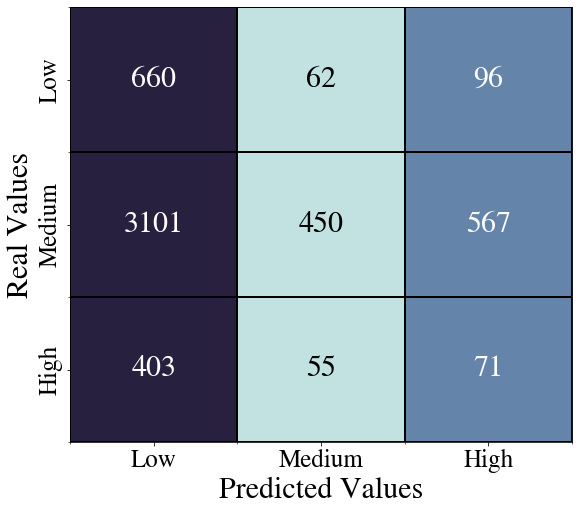 Real Values
Low
660 62 96
Medium
3101 450 567
High
403 55 71
Low Medium High
Predicted Values